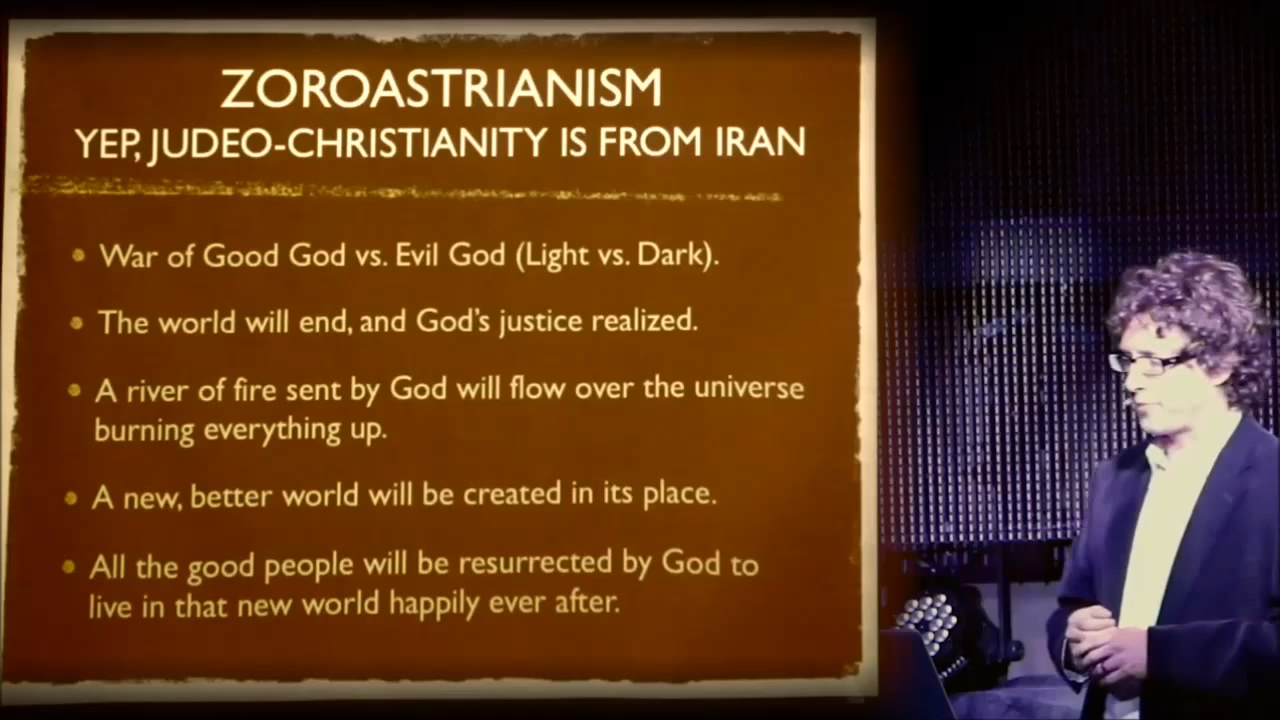 ZOROASTRIANISM
YEP, JUDEO-CHRISTIANITY IS FROM IRAN
• War of Good God vs. Evil God (Light vs. Dark).
• The world will end, and God's justice realized.
• A river of fire sent by God will flow over the universe
burning everything up.
• A new, better world will be created in its place.
• All the good people will be resurrected by God to
live in that new world happily ever after.